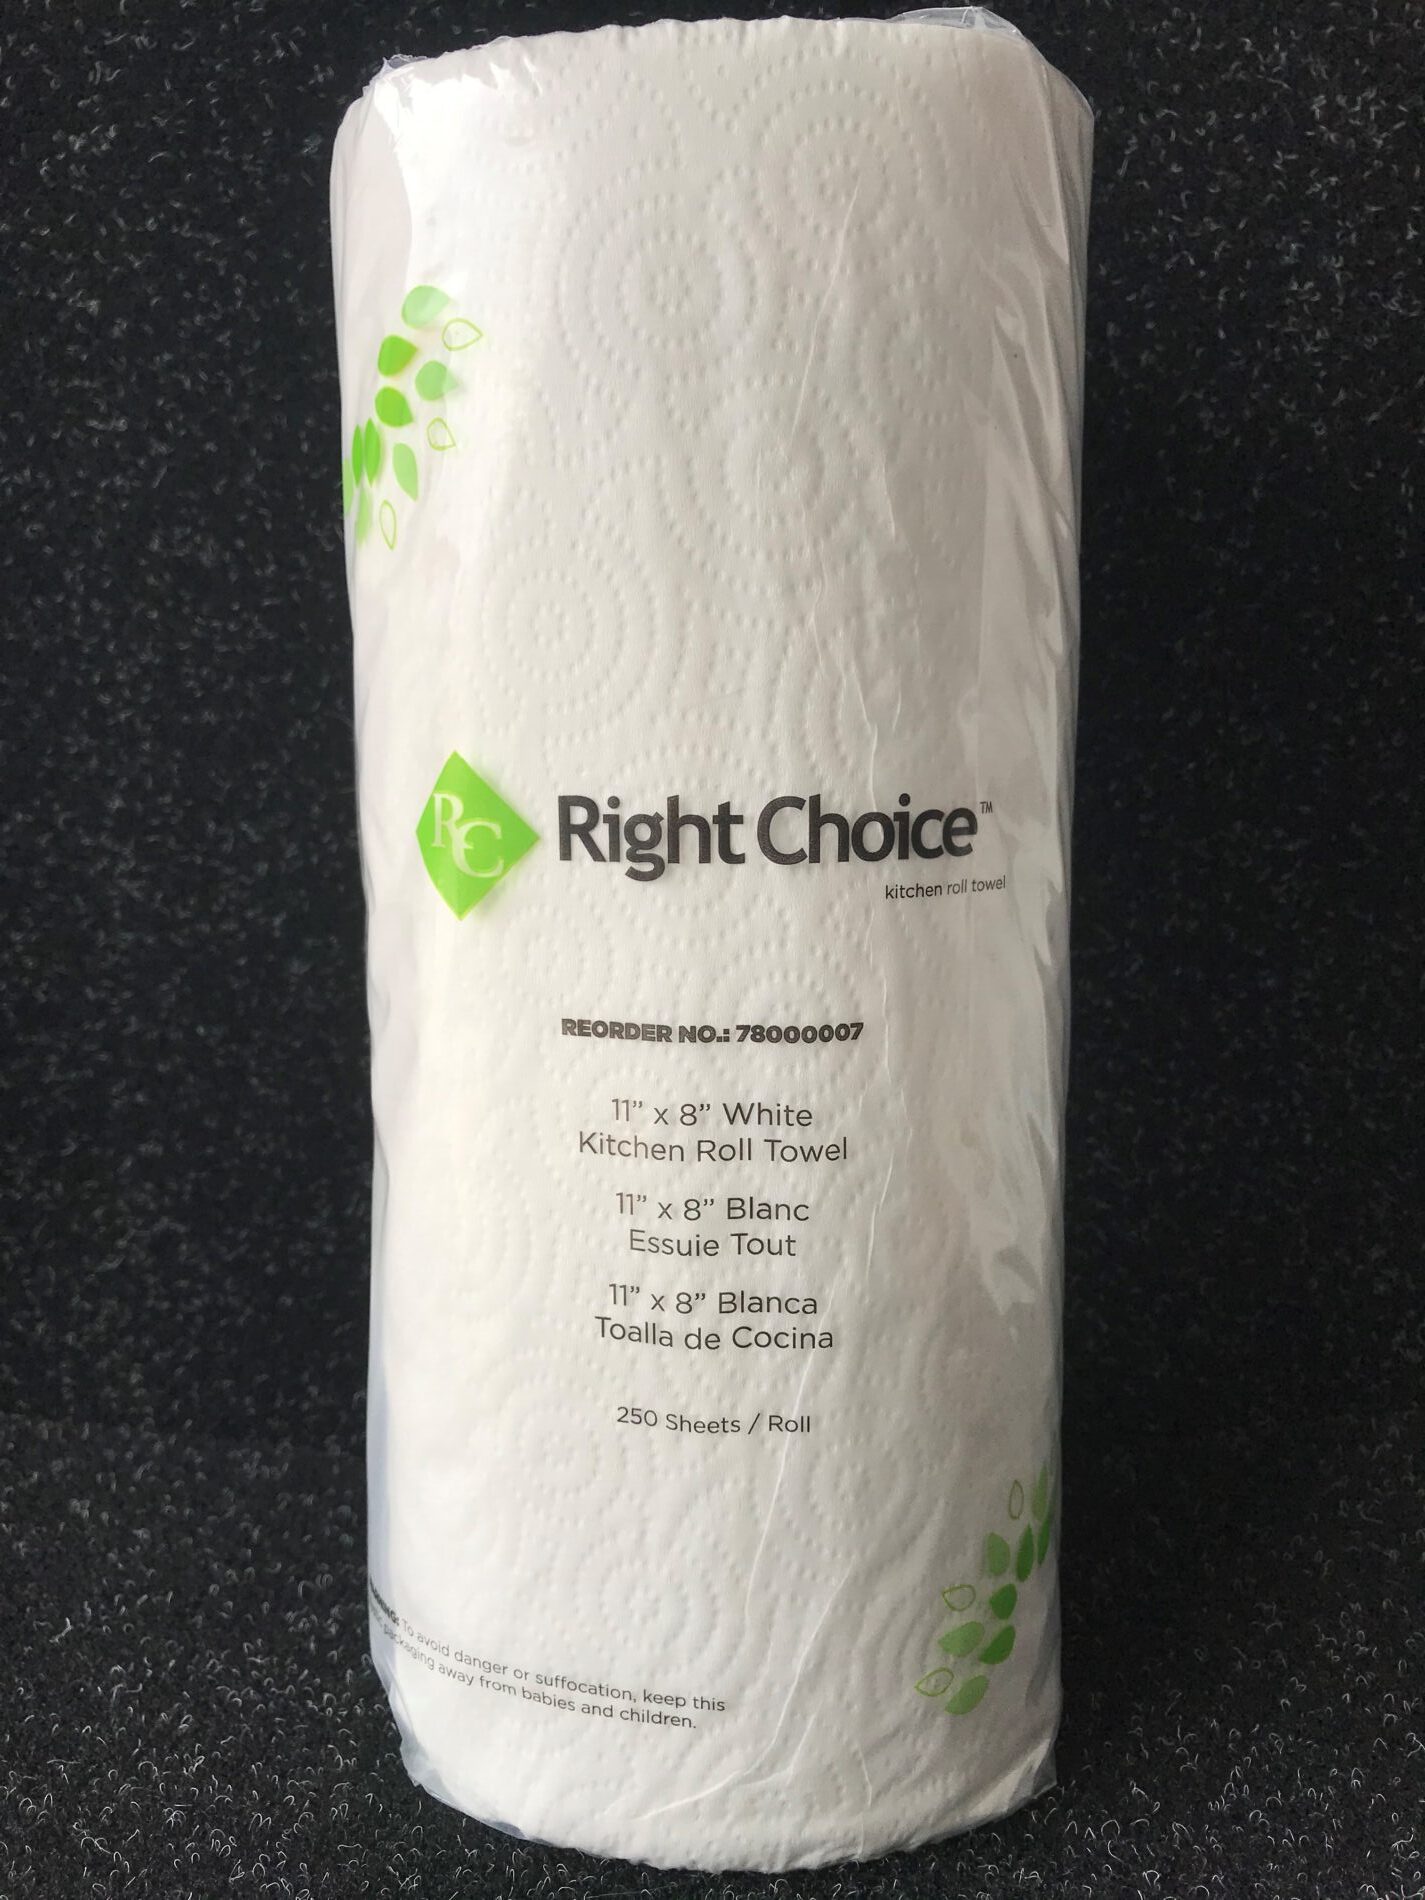 RC
Right Choice™
kitchen roll towel
REORDER NO.: 78000007
11” x 8” White
Kitchen Roll Towel
11” x 8” Blanc
Essuie Tout
11” x 8” Blanca
Toalla de Cocina
250 Sheets / Roll
To avoid danger or suffocation, keep this
packaging away from babies and children.